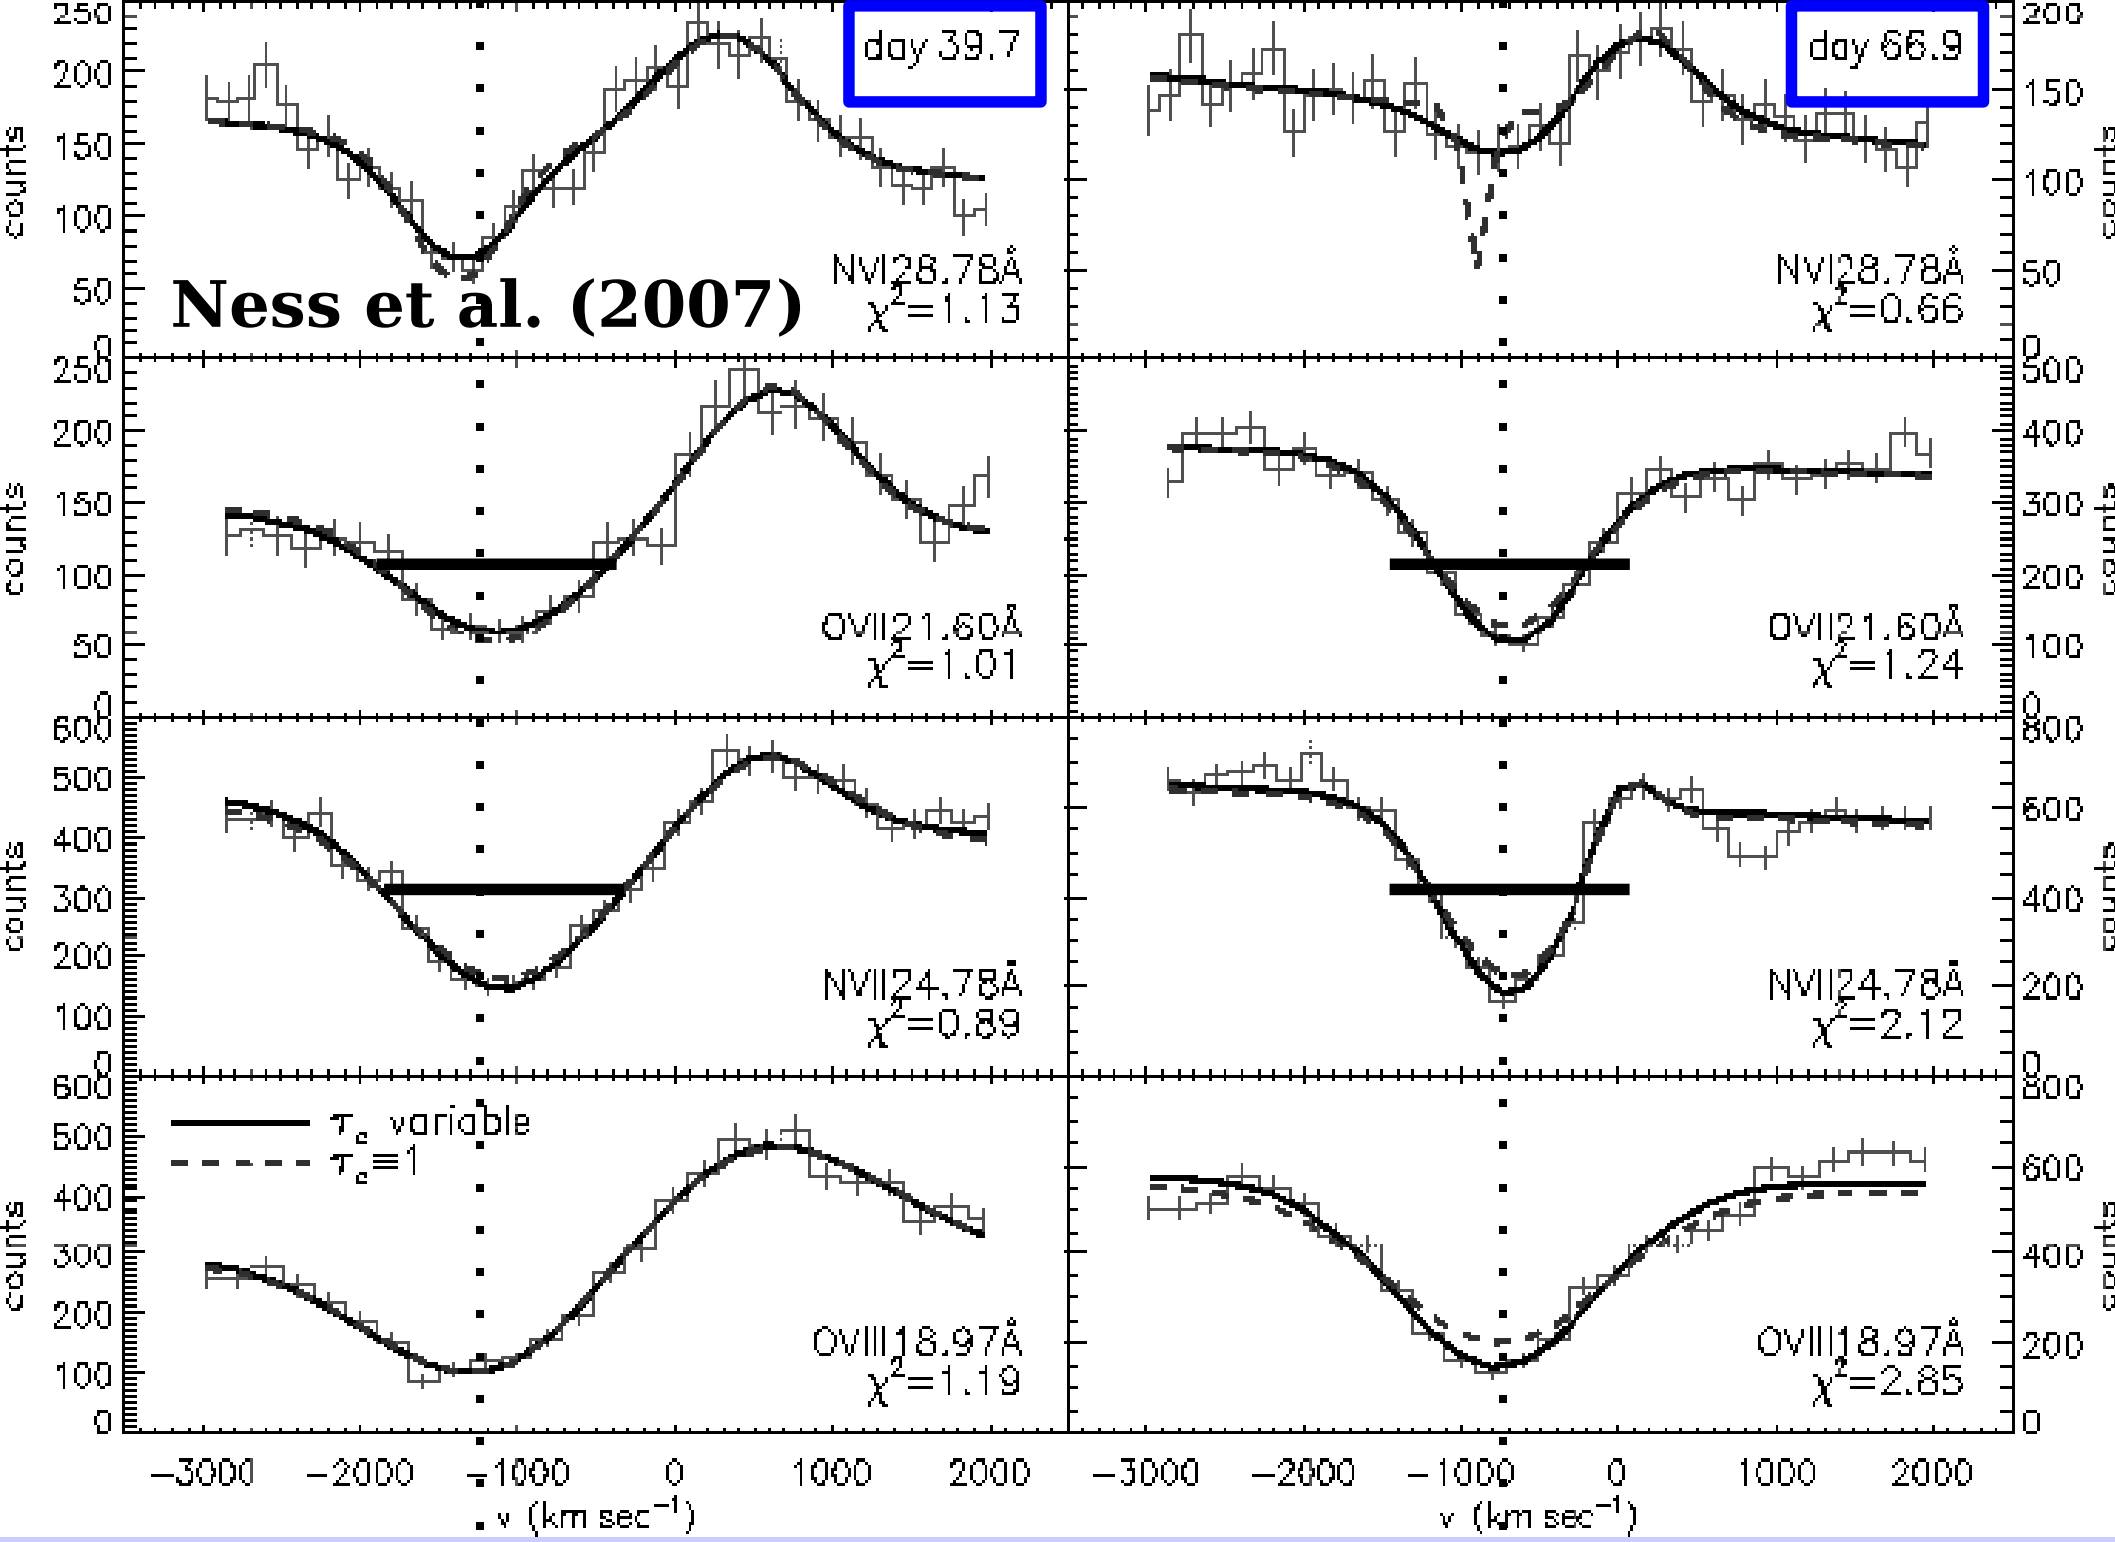 day 39.7
day 66.9
250
200
150
100
50
0
counts
NVI28.78Å
χ²=1.13
Ness et al. (2007)
200
150
100
50
0
counts
NVI28.78Å
χ²=0.66
250
200
150
100
50
0
counts
OVII21.60Å
χ²=1.01
500
400
300
200
100
0
counts
OVII21.60Å
χ²=1.24
600
500
400
300
200
100
0
counts
NVII24.78Å
χ²=0.89
800
600
400
200
0
counts
NVII24.78Å
χ²=2.12
600
500
400
300
200
100
0
counts
τc variable
τc=1
OVIII18.97Å
χ²=1.19
800
600
400
200
0
counts
OVIII18.97Å
χ²=2.85
−3000 −2000 −1000 0 1000 2000
v (km sec⁻¹)
−3000 −2000 −1000 0 1000 2000
v (km sec⁻¹)